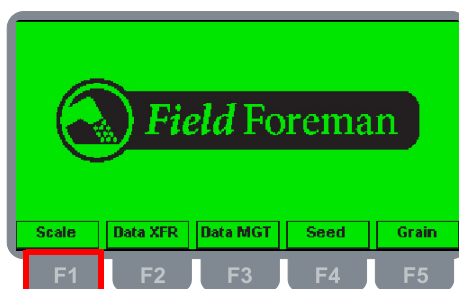 Field Foreman
Scale Data XFR Data MGT Seed Grain
F1 F2 F3 F4 F5